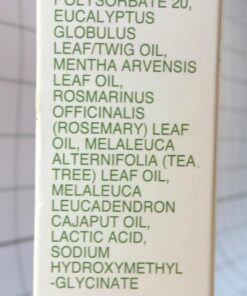 POLYSORBATE 20,
EUCALYPTUS
GLOBULUS
LEAF/TWIG OIL,
MENTHA ARVENSIS
LEAF OIL,
ROSMARINUS
OFFICINALIS
(ROSEMARY) LEAF
OIL, MELALEUCA
ALTERNIFOLIA (TEA
TREE) LEAF OIL,
MELALEUCA
LEUCADENDRON
CAJAPUT OIL,
LACTIC ACID,
SODIUM
HYDROXYMETHYL
-GLYCINATE